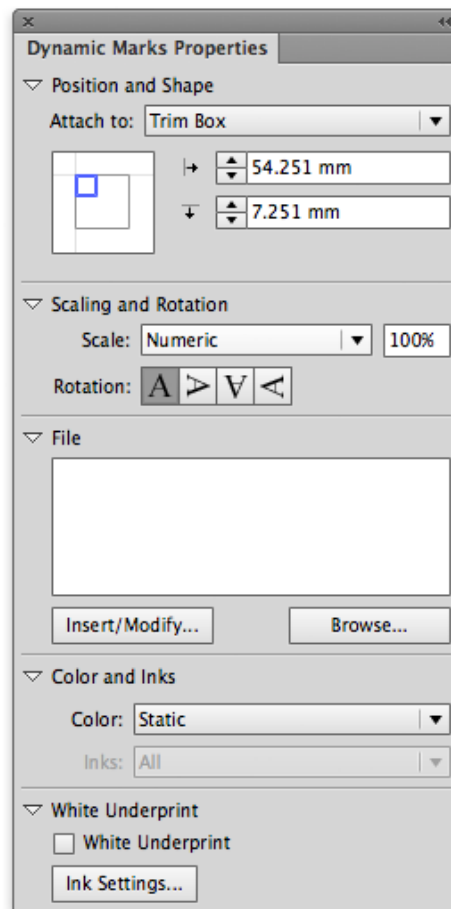 Dynamic Marks Properties
Position and Shape
Attach to: Trim Box
54.251 mm
7.251 mm
Scaling and Rotation
Scale: Numeric 100%
Rotation: A A A A
File
Insert/Modify... Browse...
Color and Inks
Color: Static
Inks: All
White Underprint
White Underprint
Ink Settings...